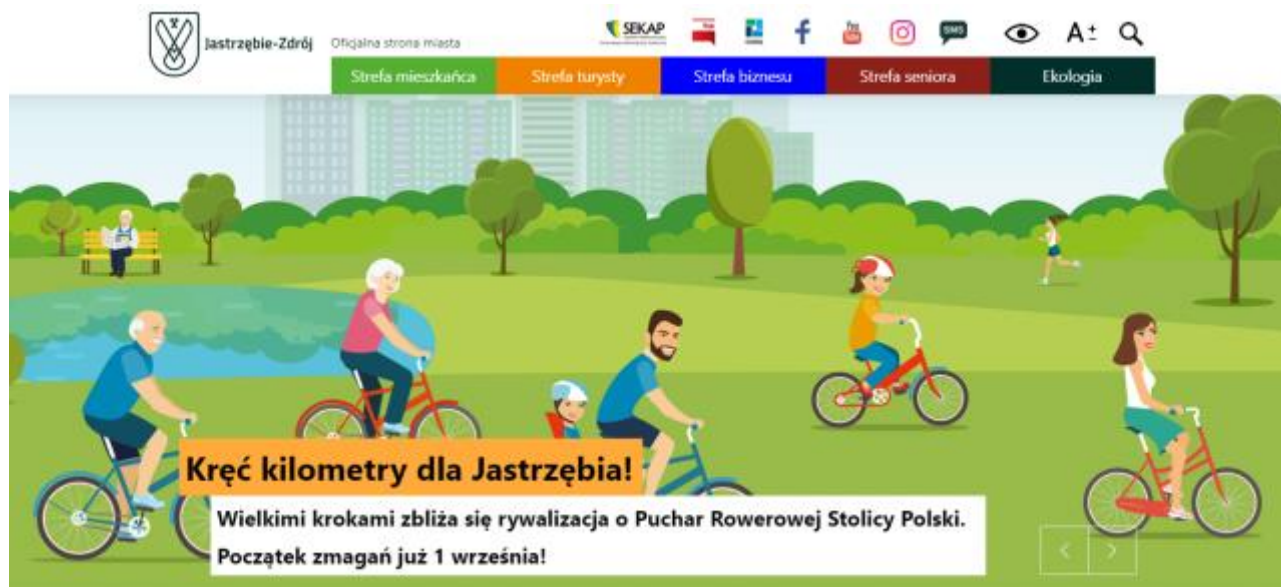 Jastrzębie-Zdrój
Oficjalna strona miasta
SEKAP
SMS
A±
Strefa mieszkańca
Strefa turysty
Strefa biznesu
Strefa seniora
Ekologia
Kręć kilometry dla Jastrzębia!
Wielkimi krokami zbliża się rywalizacja o Puchar Rowerowej Stolicy Polski.
Początek zmagań już 1 września!